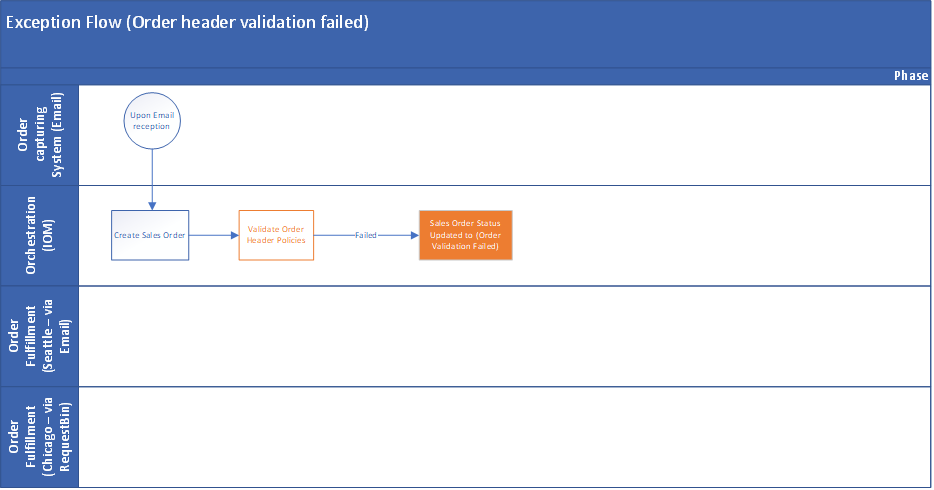 Exception Flow (Order header validation failed)
Phase
Order
capturing
System (Email)
Upon Email
reception
Orchestration
(IOM)
Create Sales Order
Validate Order
Header Policies
Failed
Sales Order Status
Updated to (Order
Validation Failed)
Order
Fulfillment
(Seattle – via
Email)
Order
Fulfillment
(Chicago – via
RequestBin)